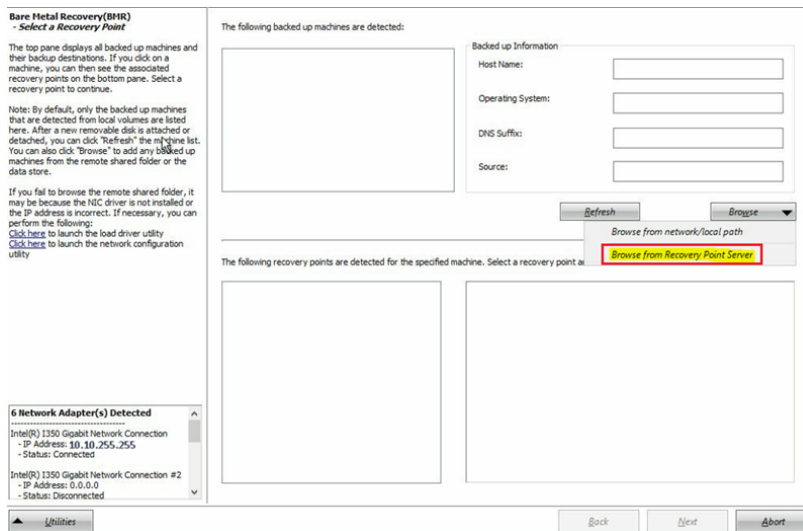 Bare Metal Recovery(BMR)
- Select a Recovery Point
The top pane displays all backed up machines and
their backup destinations. If you click on a
machine, you can then see the associated
recovery points on the bottom pane. Select a
recovery point to continue.
Note: By default, only the backed up machines
that are detected from local volumes are listed
here. After a new removable disk is attached or
detached, you can click "Refresh" the machine list.
You can also click "Browse" to add any backed up
machines from the remote shared folder or the
data store.
If you fail to browse the remote shared folder, it
may be because the NIC driver is not installed or
the IP address is incorrect. If necessary, you can
perform the following:
Click here to launch the load driver utility
Click here to launch the network configuration
utility
6 Network Adapter(s) Detected
Intel(R) I350 Gigabit Network Connection
- IP Address: 10.10.255.255
- Status: Connected
Intel(R) I350 Gigabit Network Connection #2
- IP Address: 0.0.0.0
- Status: Disconnected
Utilities
The following backed up machines are detected:
Backed up Information
Host Name:
Operating System:
DNS Suffix:
Source:
Refresh
Browse
Browse from network/local path
Browse from Recovery Point Server
The following recovery points are detected for the specified machine. Select a recovery point a
Back
Next
Abort